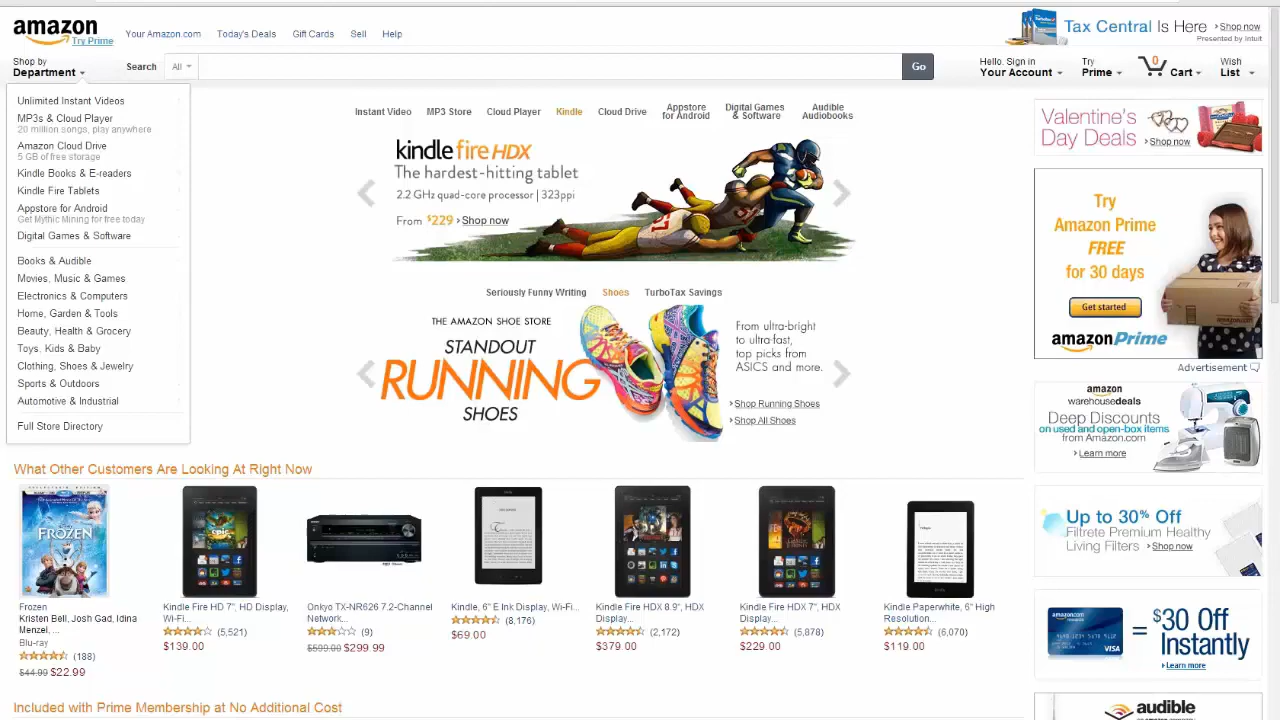 amazon
Try Prime
Your Amazon.com
Today's Deals
Gift Cards
Sell
Help
Tax Central Is Here
Shop now
Presented by Intuit
Shop by
Department
Search
All
Go
Hello. Sign in
Your Account
Try
Prime
0
Cart
Wish
List
Unlimited Instant Videos
MP3s & Cloud Player
20 million songs, play anywhere
Amazon Cloud Drive
5 GB of free storage
Kindle Books & E-readers
Kindle Fire Tablets
Appstore for Android
Get Mythic Mining for free today
Digital Games & Software
Books & Audible
Movies, Music & Games
Electronics & Computers
Home, Garden & Tools
Beauty, Health & Grocery
Toys, Kids & Baby
Clothing, Shoes & Jewelry
Sports & Outdoors
Automotive & Industrial
Full Store Directory
Instant Video
MP3 Store
Cloud Player
Kindle
Cloud Drive
Appstore
for Android
Digital Games
& Software
Audible
Audiobooks
kindle fire HDX
The hardest-hitting tablet
2.2 GHz quad-core processor | 323ppi
From $229 Shop now
Seriously Funny Writing
Shoes
TurboTax Savings
THE AMAZON SHOE STORE
STANDOUT
RUNNING
SHOES
From ultra-bright
to ultra-fast,
top picks from
ASICS and more.
Shop Running Shoes
Shop All Shoes
Valentine's
Day Deals
Shop now
Try
Amazon Prime
FREE
for 30 days
Get started
amazonPrime
Advertisement
amazon
warehousedeals
Deep Discounts
on used and open-box items
from Amazon.com
Learn more
Up to 30% Off
Filtrete Premium Healthy
Living Filters
Shop now
amazon.com
VISA
= $30 Off
Instantly
Learn more
audible
What Other Customers Are Looking At Right Now
FROZEN
Frozen
Kristen Bell, Josh Gad, Idina
Menzel, ...
Blu-ray
(188)
$44.99 $22.99
Kindle Fire HD 7", HD Display,
Wi-Fi...
(5,521)
$139.00
Onkyo TX-NR626 7.2-Channel
Network...
(9)
$599.00 $299.99
Kindle, 6" E Ink Display, Wi-Fi...
(8,176)
$69.00
Kindle Fire HDX 8.9", HDX
Display...
(2,172)
$379.00
Kindle Fire HDX 7", HDX
Display...
(5,878)
$229.00
Kindle Paperwhite, 6" High
Resolution...
(6,070)
$119.00
Included with Prime Membership at No Additional Cost